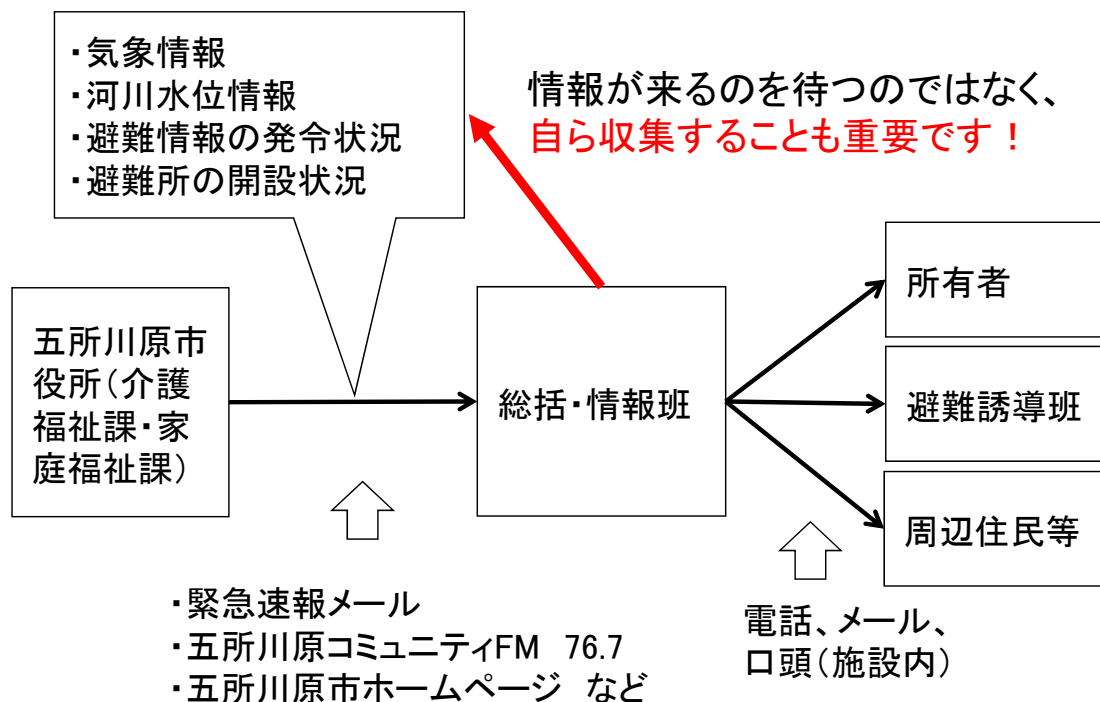 ・気象情報
・河川水位情報
・避難情報の発令状況
・避難所の開設状況
情報が来るのを待つのではなく、
自ら収集することも重要です！
五所川原市
役所（介護
福祉課・家
庭福祉課）
総括・情報班
所有者
避難誘導班
周辺住民等
・緊急速報メール
・五所川原コミュニティFM　76.7
・五所川原市ホームページ　など
電話、メール、
口頭（施設内）